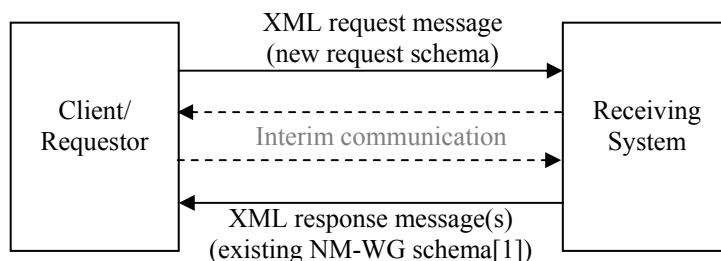 XML request message
(new request schema)
Client/
Requestor
Interim communication
Receiving
System
XML response message(s)
(existing NM-WG schema[1])